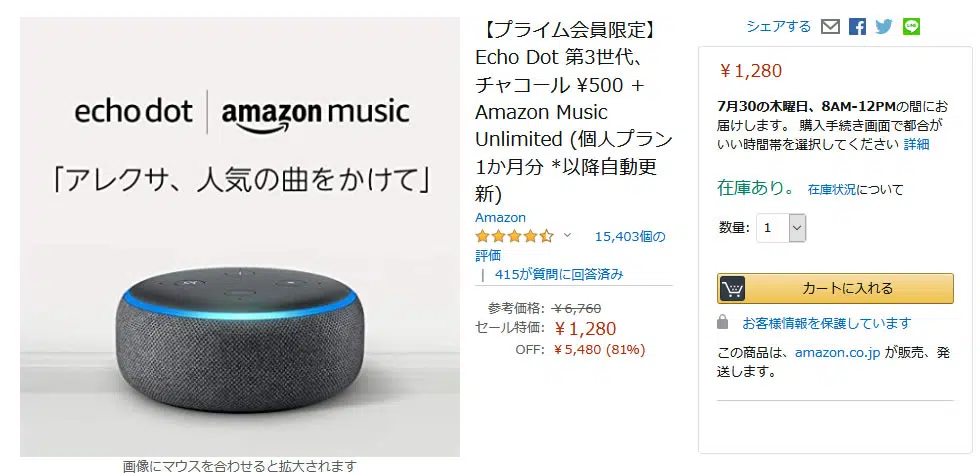 echo dot | amazon music
「アレクサ、人気の曲をかけて」
画像にマウスを合わせると拡大されます
【プライム会員限定】
Echo Dot 第3世代、
チャコール ¥500 +
Amazon Music
Unlimited (個人プラン
1か月分 *以降自動更
新)
Amazon
15,403個の
評価
| 415が質問に回答済み
参考価格: ￥6,760
セール特価: ￥1,280
OFF: ￥5,480 (81%)
シェアする
￥1,280
7月30の木曜日、8AM-12PMの間にお
届けします。 購入手続き画面で都合が
いい時間帯を選択してください 詳細
在庫あり。 在庫状況について
数量: 1
カートに入れる
お客様情報を保護しています
この商品は、amazon.co.jp が販売、発
送します。